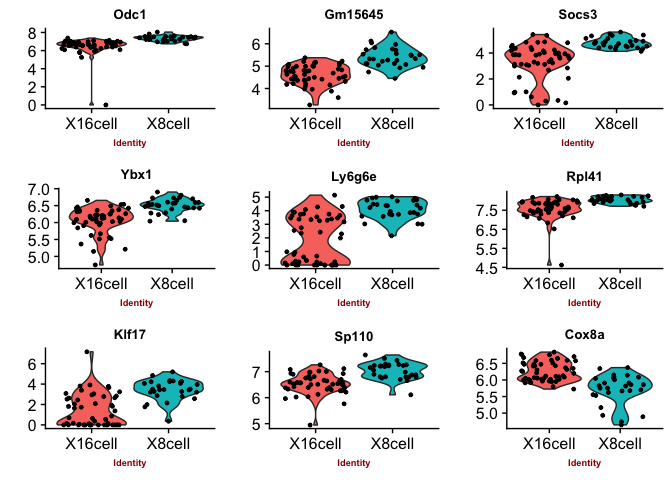 Odc1
8
6
4
2
0
X16cell X8cell
Identity
Gm15645
6
5
4
X16cell X8cell
Identity
Socs3
4
2
0
X16cell X8cell
Identity
Ybx1
7.0
6.5
6.0
5.5
5.0
X16cell X8cell
Identity
Ly6g6e
5
4
3
2
1
0
X16cell X8cell
Identity
Rpl41
7.5
6.5
5.5
4.5
X16cell X8cell
Identity
Klf17
6
4
2
0
X16cell X8cell
Identity
Sp110
7
6
5
X16cell X8cell
Identity
Cox8a
6.5
6.0
5.5
5.0
X16cell X8cell
Identity